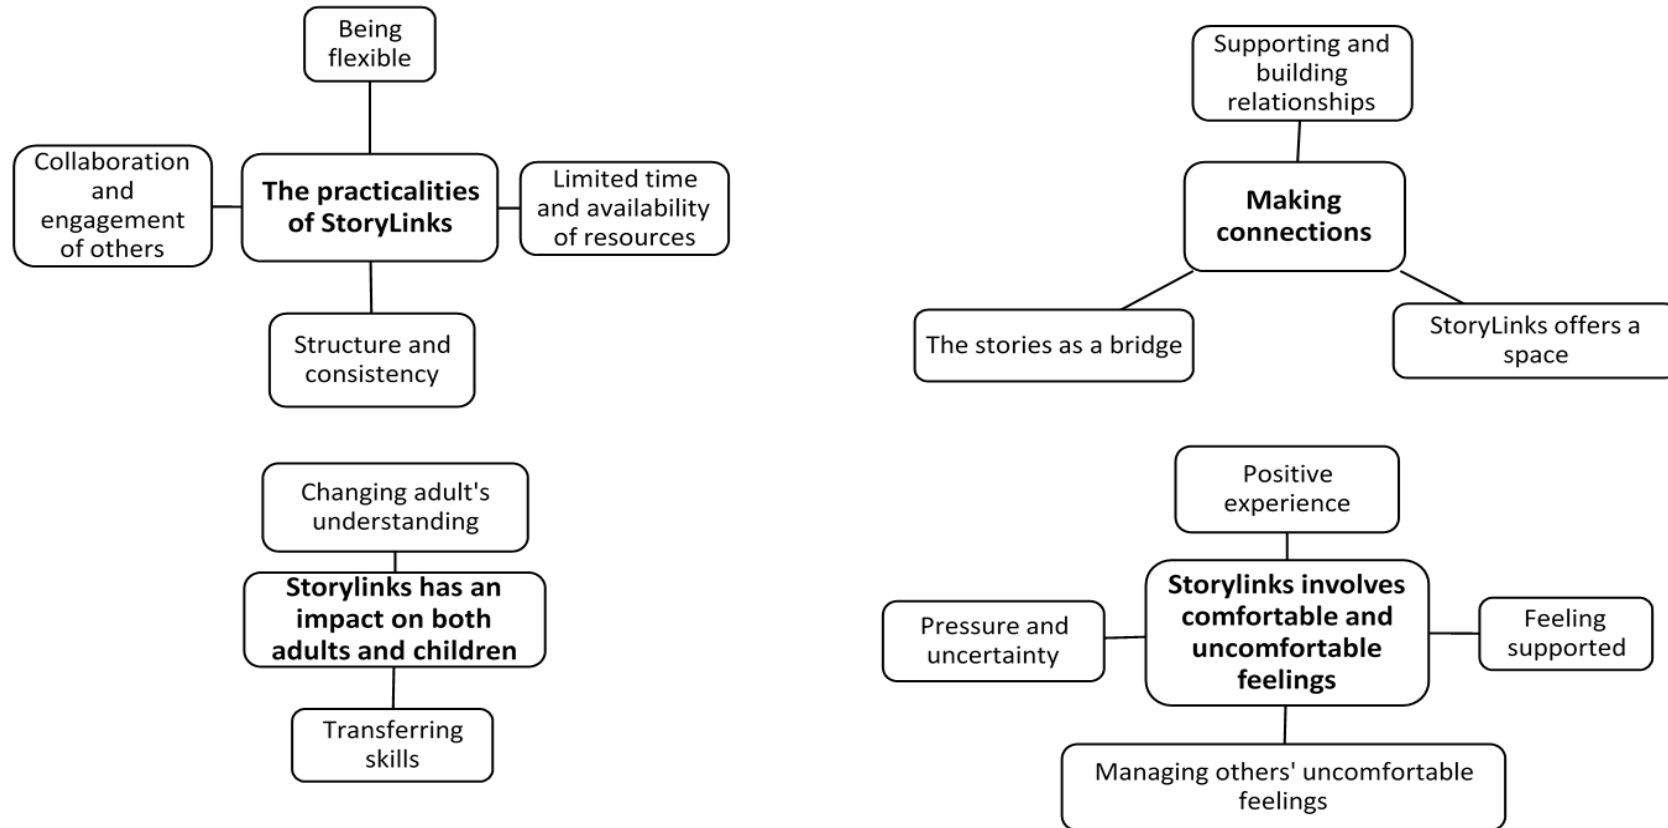 Being
flexible
Collaboration
and
engagement
of others
The practicalities
of StoryLinks
Limited time
and availability
of resources
Structure and
consistency
Supporting and
building
relationships
Making
connections
The stories as a bridge
StoryLinks offers a
space
Changing adult's
understanding
Storylinks has an
impact on both
adults and children
Transferring
skills
Positive
experience
Pressure and
uncertainty
Storylinks involves
comfortable and
uncomfortable
feelings
Feeling
supported
Managing others' uncomfortable
feelings